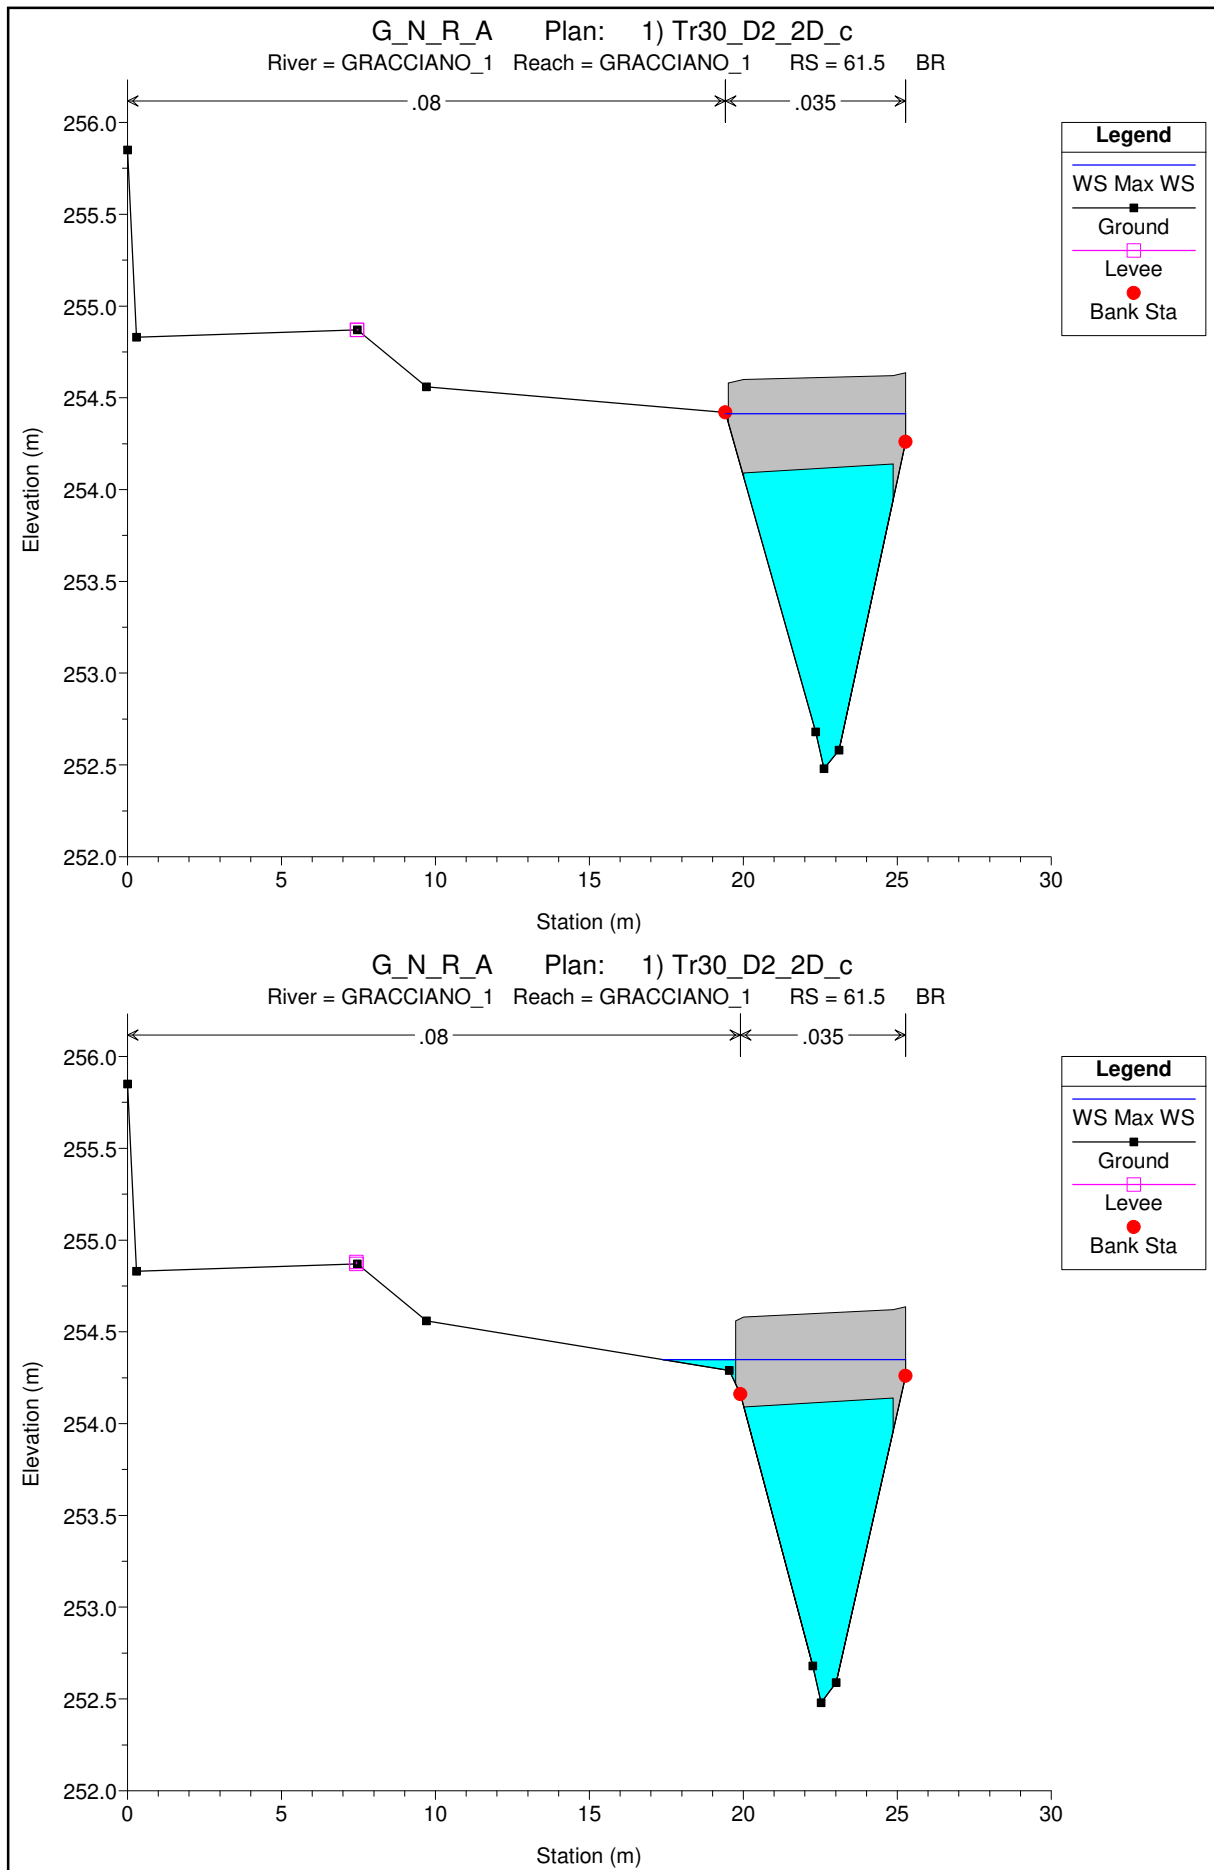 G_N_R_A Plan: 1) Tr30_D2_2D_c
River = GRACCIANO_1 Reach = GRACCIANO_1 RS = 61.5 BR
.08 .035
256.0
255.5
255.0
254.5
254.0
253.5
253.0
252.5
252.0
Elevation (m)
0 5 10 15 20 25 30
Station (m)
Legend
WS Max WS
Ground
Levee
Bank Sta
G_N_R_A Plan: 1) Tr30_D2_2D_c
River = GRACCIANO_1 Reach = GRACCIANO_1 RS = 61.5 BR
.08 .035
256.0
255.5
255.0
254.5
254.0
253.5
253.0
252.5
252.0
Elevation (m)
0 5 10 15 20 25 30
Station (m)
Legend
WS Max WS
Ground
Levee
Bank Sta